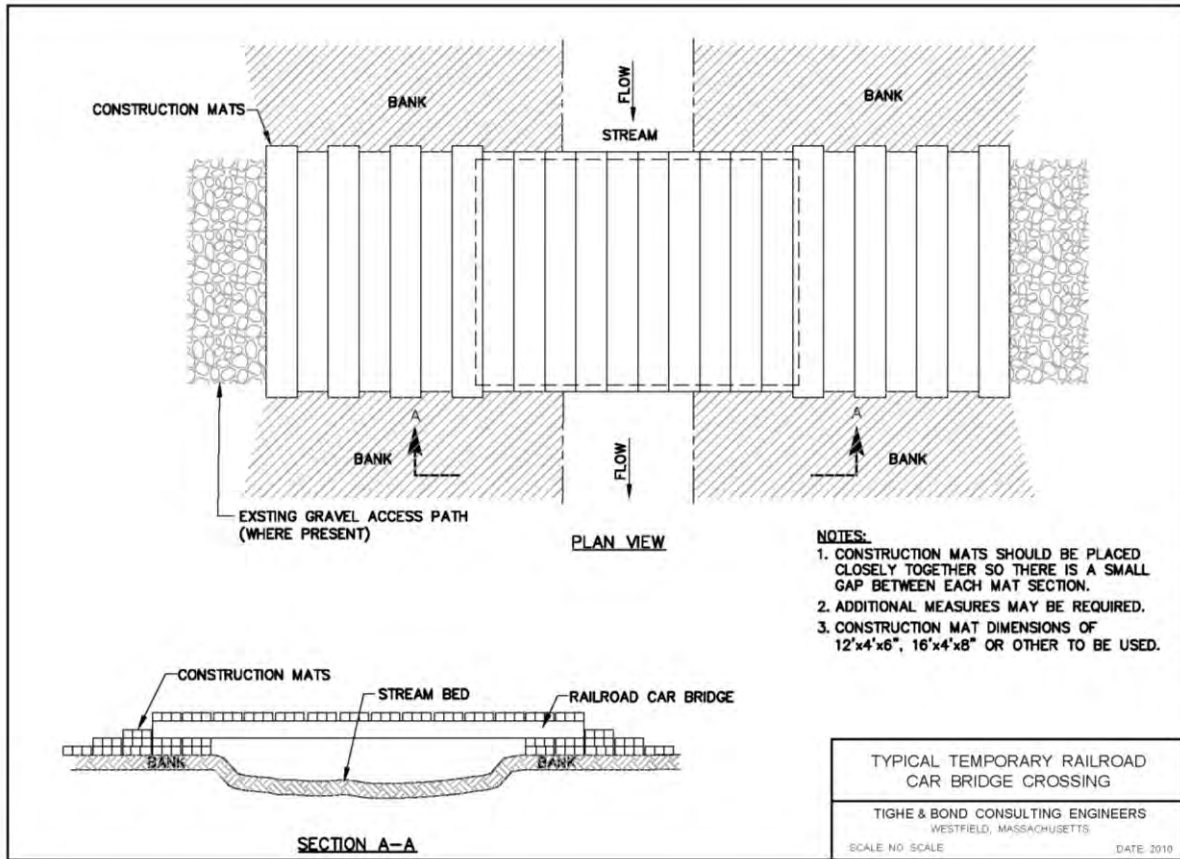 CONSTRUCTION MATS
BANK
FLOW
STREAM
BANK
A
BANK
FLOW
A
BANK
EXSTING GRAVEL ACCESS PATH
(WHERE PRESENT)
PLAN VIEW
NOTES:
1. CONSTRUCTION MATS SHOULD BE PLACED
CLOSELY TOGETHER SO THERE IS A SMALL
GAP BETWEEN EACH MAT SECTION.
2. ADDITIONAL MEASURES MAY BE REQUIRED.
3. CONSTRUCTION MAT DIMENSIONS OF
12'x4'x6", 16'x4'x8" OR OTHER TO BE USED.
CONSTRUCTION MATS
STREAM BED
RAILROAD CAR BRIDGE
BANK
BANK
SECTION A-A
TYPICAL TEMPORARY RAILROAD
CAR BRIDGE CROSSING
TIGHE & BOND CONSULTING ENGINEERS
WESTFIELD, MASSACHUSETTS
SCALE NO SCALE
DATE 2010